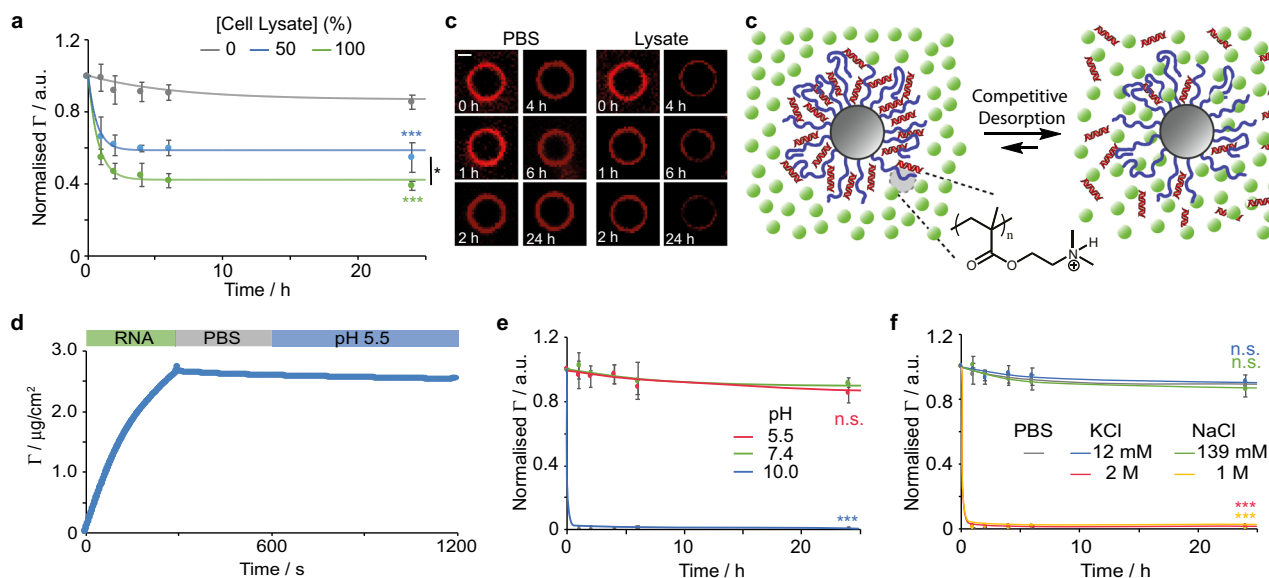 a
[Cell Lysate] (%)
0 50 100
Normalised Γ / a.u.
1.2
0.8
0.4
0
0 10 20
Time / h
***
*
***
c
PBS Lysate
0 h 4 h 0 h 4 h
1 h 6 h 1 h 6 h
2 h 24 h 2 h 24 h
c
Competitive
Desorption
n
O
O
N
H
+
d
RNA PBS pH 5.5
Γ / μg/cm²
3.0
2.0
1.0
0
0 600 1200
Time / s
e
Normalised Γ / a.u.
1.2
0.8
0.4
0
0 10 20
Time / h
n.s.
pH
5.5
7.4
10.0
***
f
Normalised Γ / a.u.
1.2
0.8
0.4
0
0 10 20
Time / h
n.s.
n.s.
PBS KCl NaCl
12 mM 139 mM
2 M 1 M
***
***